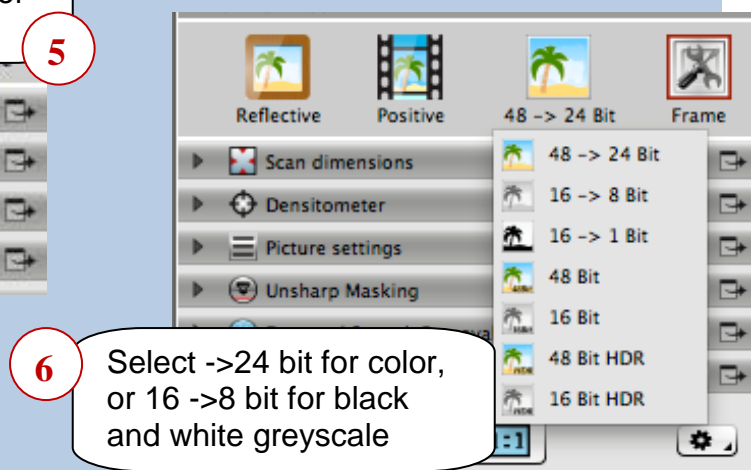 5
Reflective
Positive
48 -> 24 Bit
Frame
Scan dimensions
Densitometer
Picture settings
Unsharp Masking
48 -> 24 Bit
16 -> 8 Bit
16 -> 1 Bit
48 Bit
16 Bit
48 Bit HDR
16 Bit HDR
6
Select ->24 bit for color,
or 16 ->8 bit for black
and white greyscale
:1